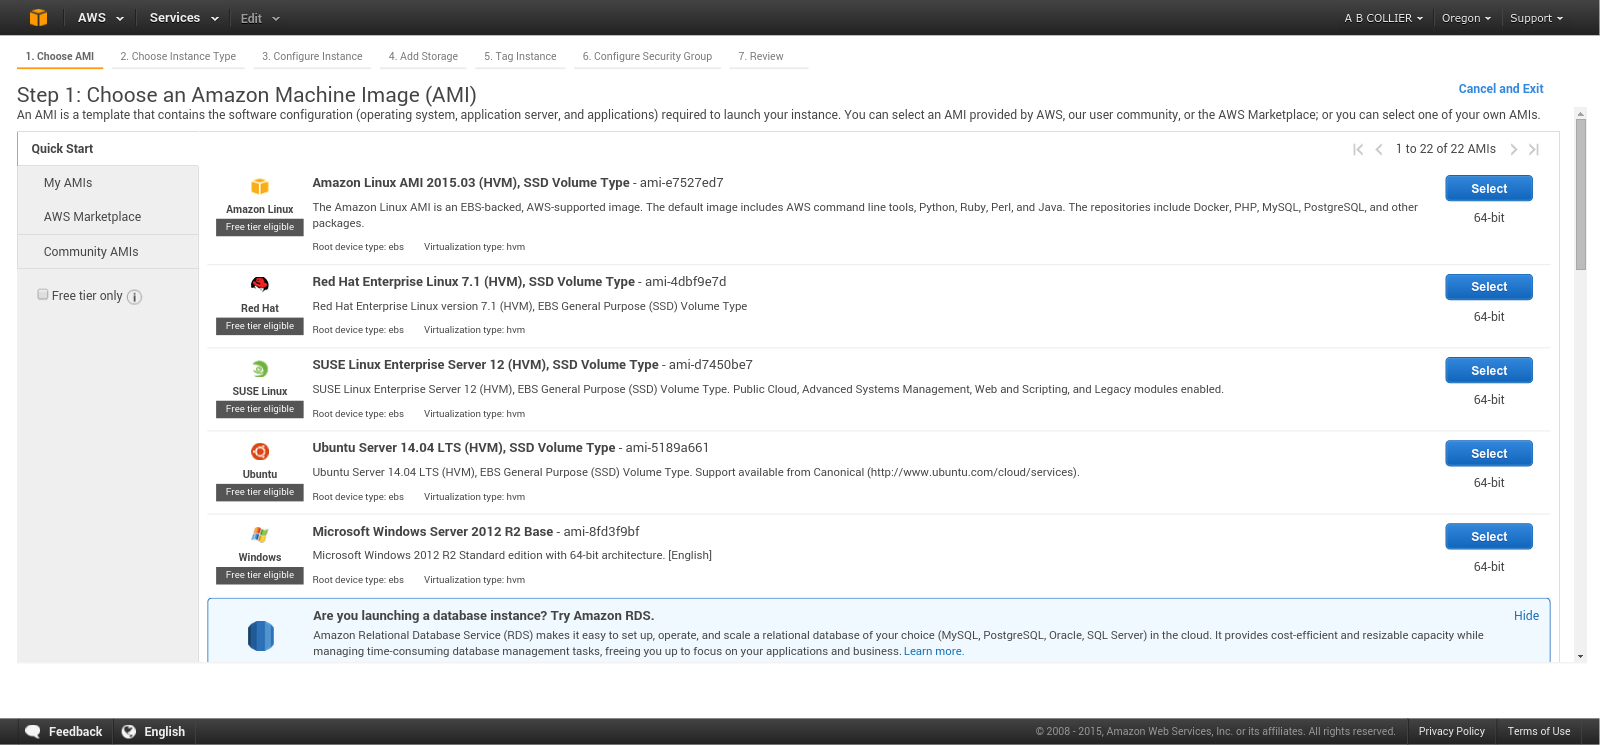 AWS Services Edit A B COLLIER Oregon Support
1. Choose AMI 2. Choose Instance Type 3. Configure Instance 4. Add Storage 5. Tag Instance 6. Configure Security Group 7. Review
Step 1: Choose an Amazon Machine Image (AMI)
Cancel and Exit
An AMI is a template that contains the software configuration (operating system, application server, and applications) required to launch your instance. You can select an AMI provided by AWS, our user community, or the AWS Marketplace; or you can select one of your own AMIs.
Quick Start
1 to 22 of 22 AMIs
My AMIs
AWS Marketplace
Community AMIs
Free tier only
Amazon Linux
Free tier eligible
Amazon Linux AMI 2015.03 (HVM), SSD Volume Type - ami-e7527ed7
The Amazon Linux AMI is an EBS-backed, AWS-supported image. The default image includes AWS command line tools, Python, Ruby, Perl, and Java. The repositories include Docker, PHP, MySQL, PostgreSQL, and other
packages.
Root device type: ebs Virtualization type: hvm
Select
64-bit
Red Hat
Free tier eligible
Red Hat Enterprise Linux 7.1 (HVM), SSD Volume Type - ami-4dbf9e7d
Red Hat Enterprise Linux version 7.1 (HVM), EBS General Purpose (SSD) Volume Type
Root device type: ebs Virtualization type: hvm
Select
64-bit
SUSE Linux
Free tier eligible
SUSE Linux Enterprise Server 12 (HVM), SSD Volume Type - ami-d7450be7
SUSE Linux Enterprise Server 12 (HVM), EBS General Purpose (SSD) Volume Type. Public Cloud, Advanced Systems Management, Web and Scripting, and Legacy modules enabled.
Root device type: ebs Virtualization type: hvm
Select
64-bit
Ubuntu
Free tier eligible
Ubuntu Server 14.04 LTS (HVM), SSD Volume Type - ami-5189a661
Ubuntu Server 14.04 LTS (HVM), EBS General Purpose (SSD) Volume Type. Support available from Canonical (http://www.ubuntu.com/cloud/services).
Root device type: ebs Virtualization type: hvm
Select
64-bit
Windows
Free tier eligible
Microsoft Windows Server 2012 R2 Base - ami-8fd3f9bf
Microsoft Windows 2012 R2 Standard edition with 64-bit architecture. [English]
Root device type: ebs Virtualization type: hvm
Select
64-bit
Are you launching a database instance? Try Amazon RDS.
Hide
Amazon Relational Database Service (RDS) makes it easy to set up, operate, and scale a relational database of your choice (MySQL, PostgreSQL, Oracle, SQL Server) in the cloud. It provides cost-efficient and resizable capacity while
managing time-consuming database management tasks, freeing you up to focus on your applications and business. Learn more.
Feedback English © 2008 - 2015, Amazon Web Services, Inc. or its affiliates. All rights reserved. Privacy Policy Terms of Use